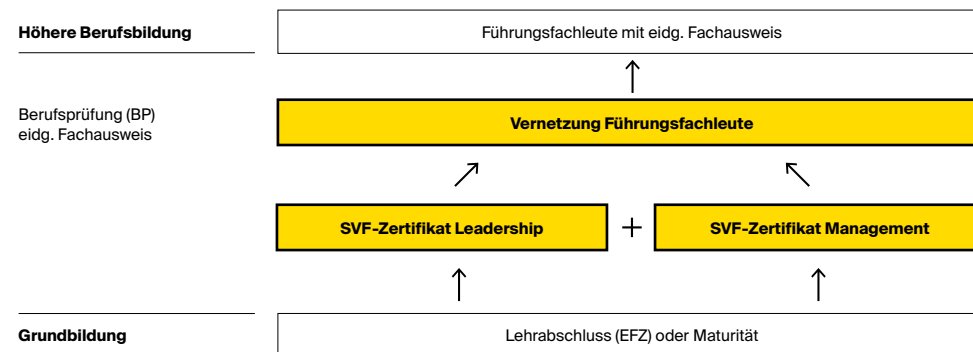 Höhere Berufsbildung
Führungsfachleute mit eidg. Fachausweis
Berufsprüfung (BP)
eidg. Fachausweis
Vernetzung Führungsfachleute
SVF-Zertifikat Leadership
+
SVF-Zertifikat Management
Grundbildung
Lehrabschluss (EFZ) oder Maturität